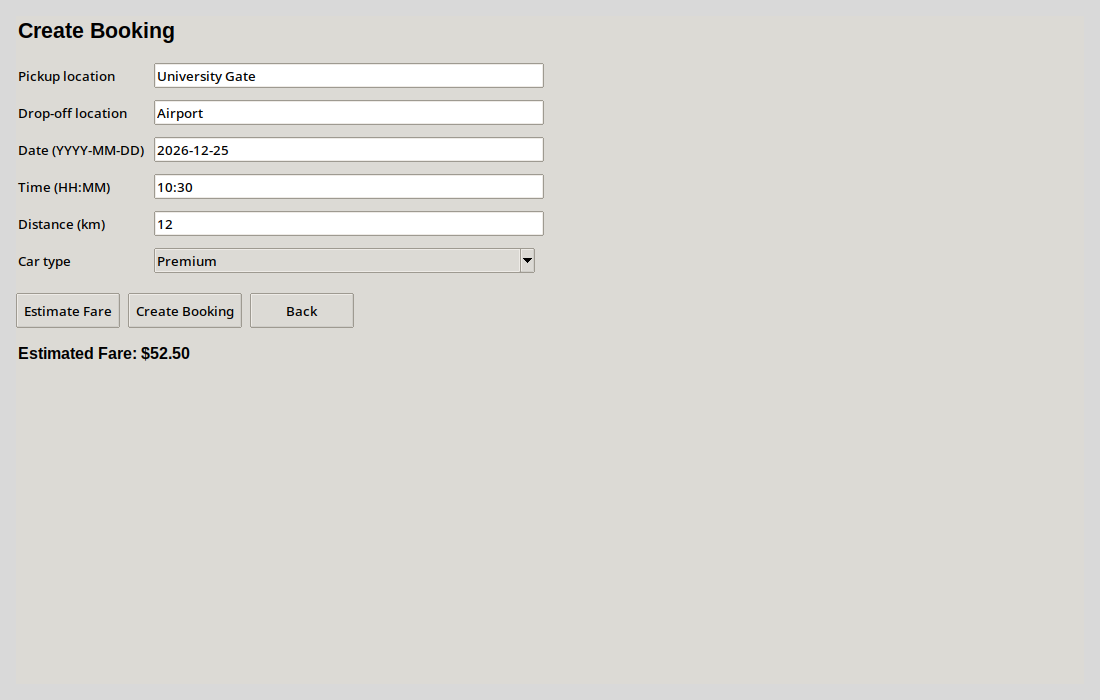 Create Booking
Pickup location University Gate
Drop-off location Airport
Date (YYYY-MM-DD) 2026-12-25
Time (HH:MM) 10:30
Distance (km) 12
Car type Premium
Estimate Fare Create Booking Back
Estimated Fare: $52.50